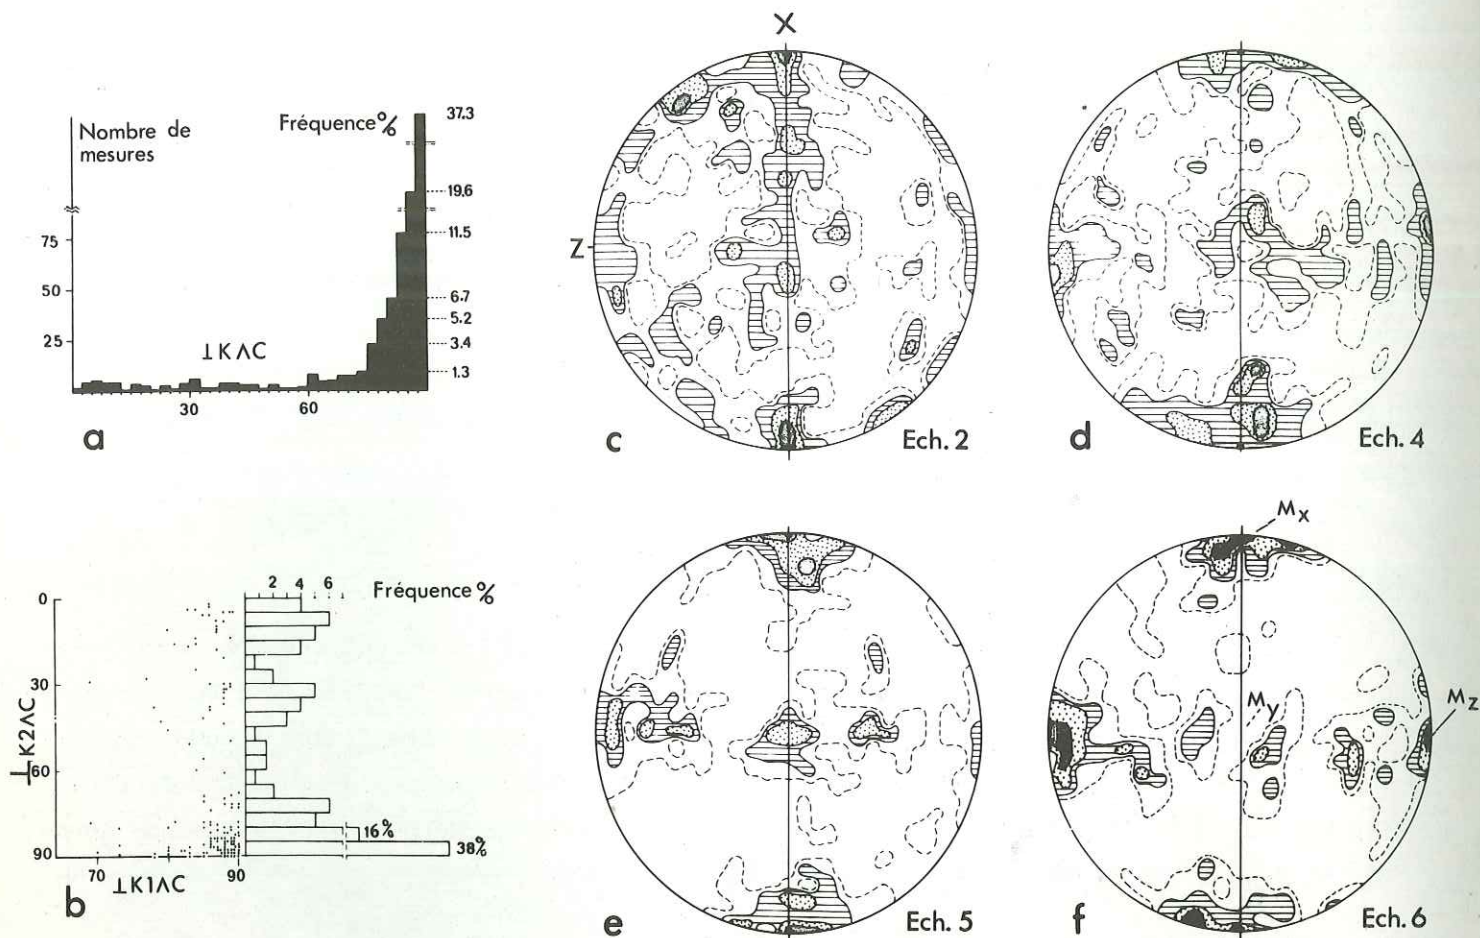 Nombre de
mesures
Fréquence%
37.3
19.6
11.5
6.7
5.2
3.4
1.3
75
50
25
⊥K∧C
30
60
a
X
Z
c
Ech. 2
d
Ech. 4
2 4 6
Fréquence %
0
30
60
90
⊥K2∧C
16%
38%
70
90
⊥K1∧C
b
e
Ech. 5
Mx
My
Mz
f
Ech. 6